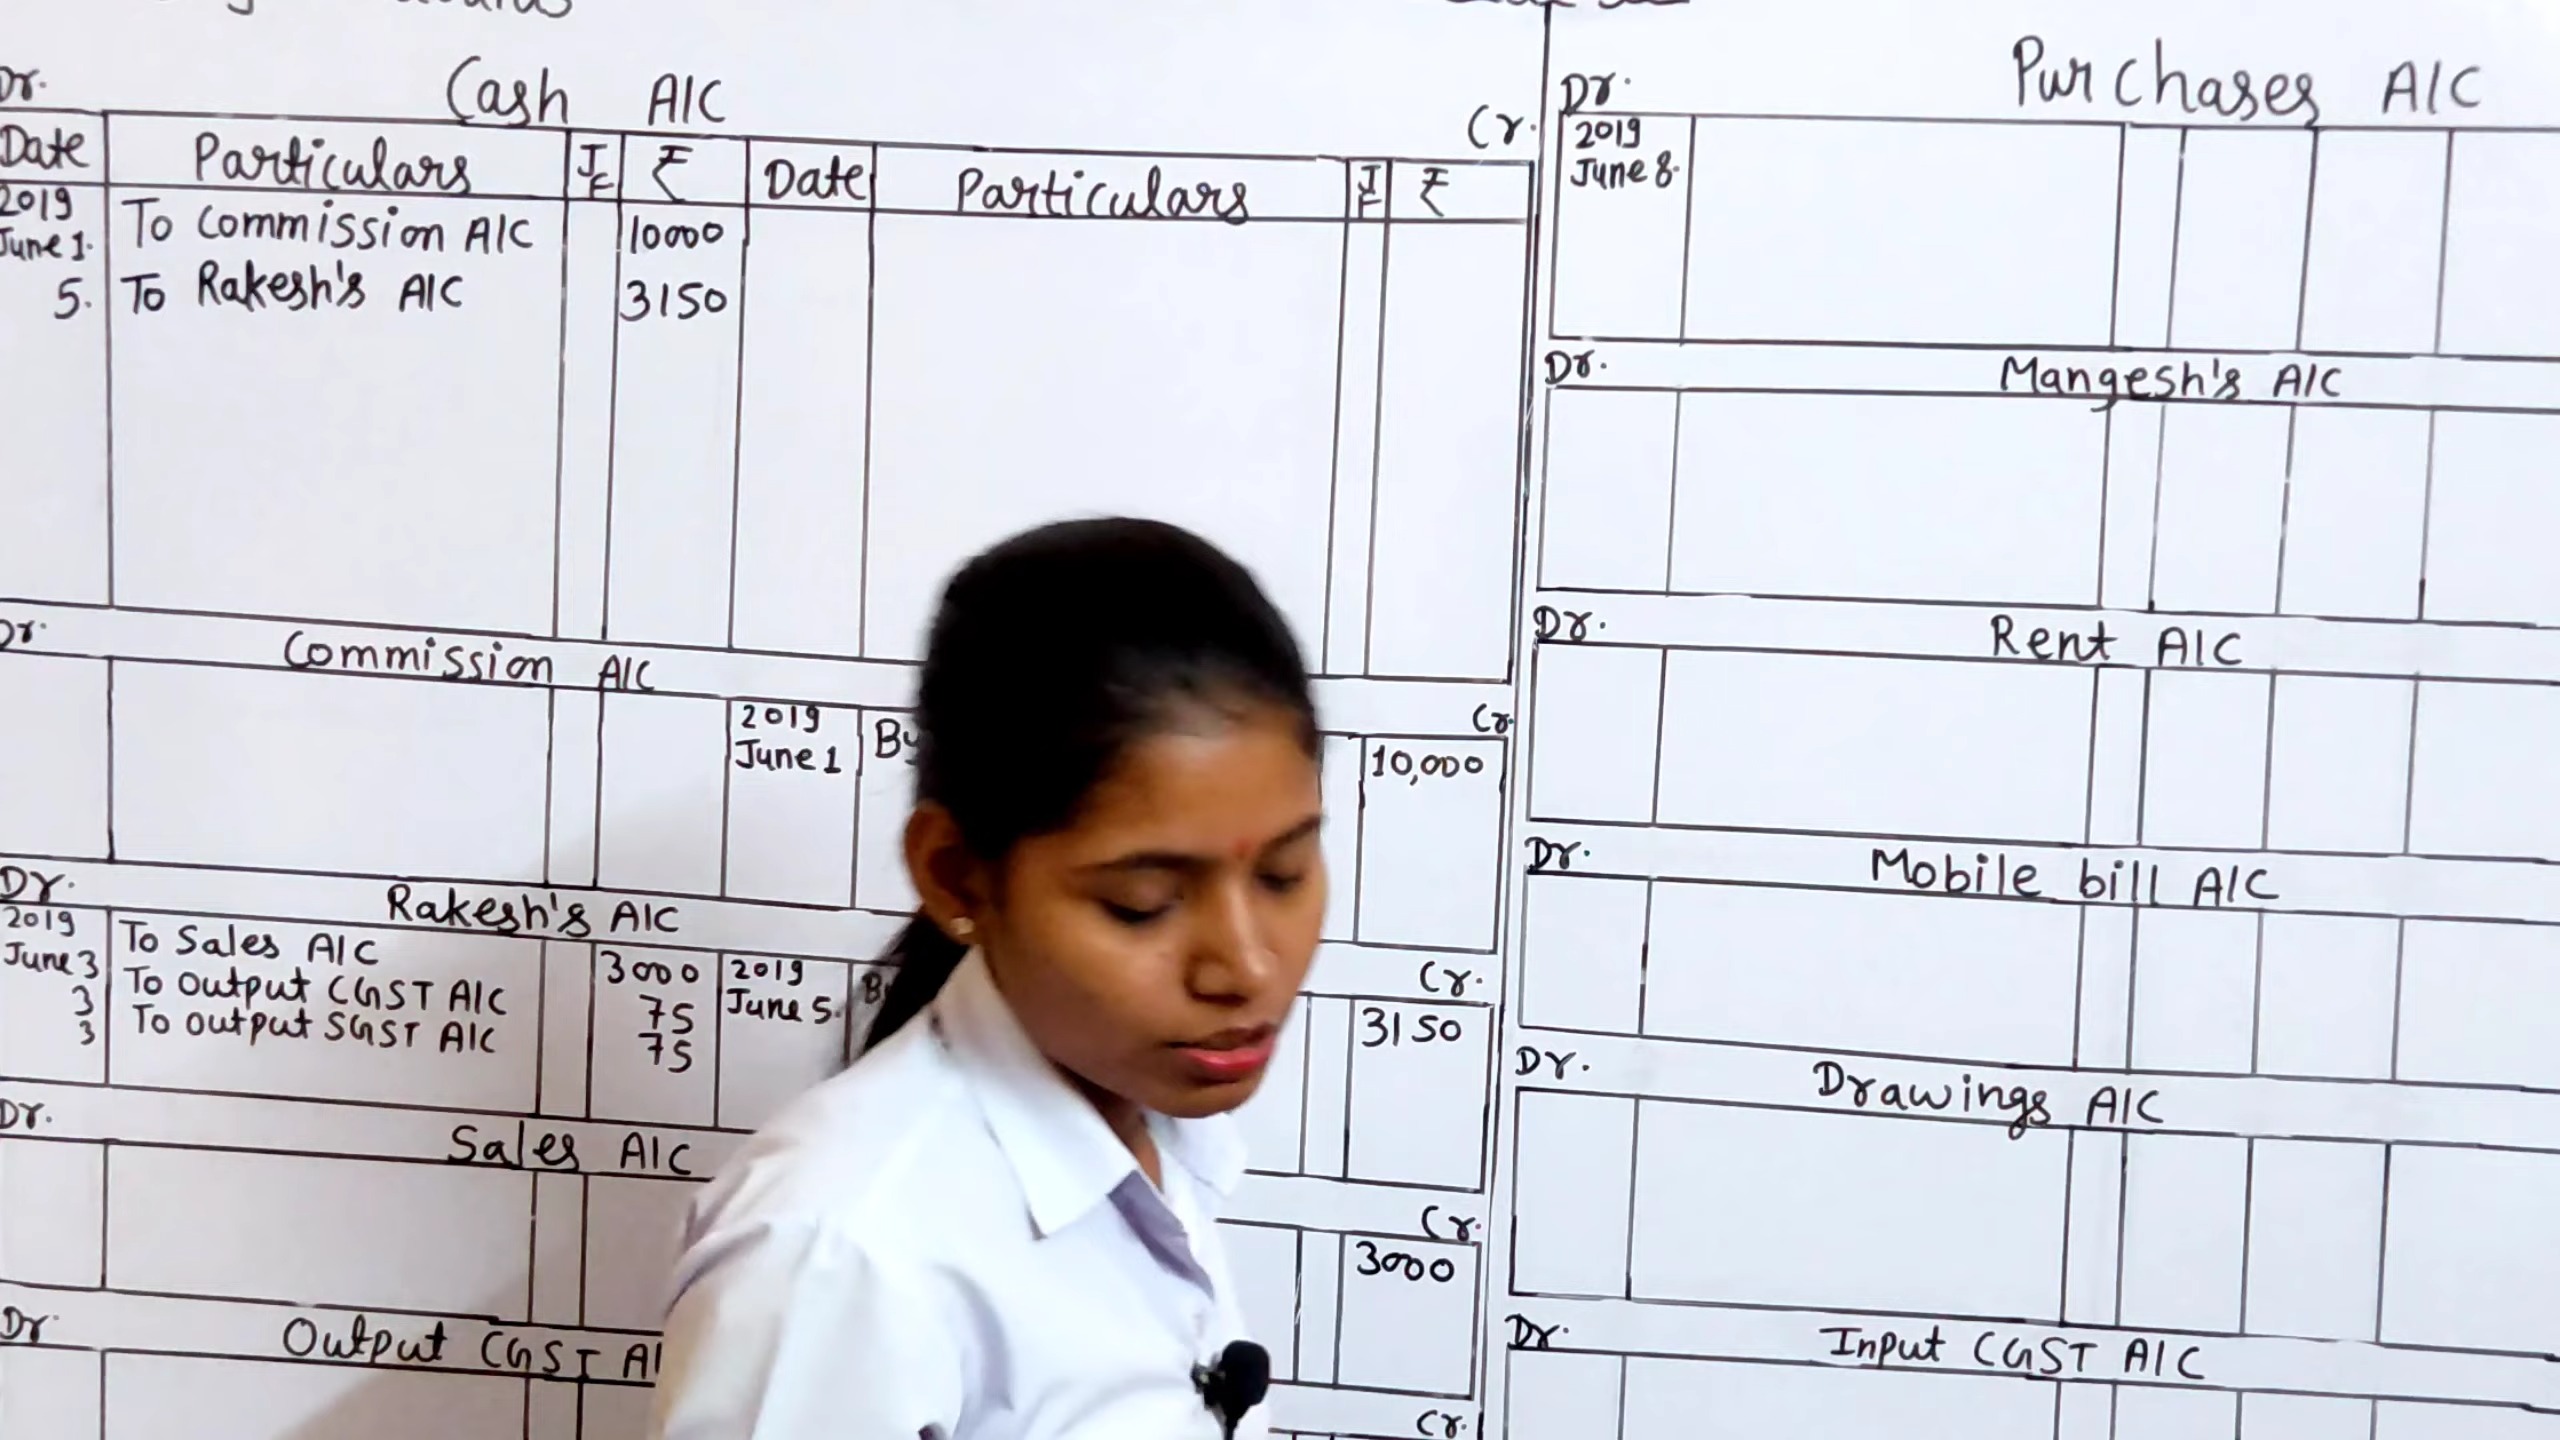 Cash A/C
Dr.
Cr.
Date Particulars J.F ₹ Date Particulars J.F ₹
2019
June 1. To Commission A/C 10000
5. To Rakesh's A/C 3150
Dr. Commission A/C Cr.
2019
June 1 By 10,000
Dr. Rakesh's A/C Cr.
2019 To Sales A/C 3000 2019
June 3 June 5. 3150
3 To Output CGST A/C 75
3 To Output SGST A/C 75
Dr. Sales A/C Cr.
3000
Dr. Output CGST A/ Cr.
Dr. Purchases A/C
2019
June 8.
Dr. Mangesh's A/C
Dr. Rent A/C
Dr. Mobile bill A/C
Dr. Drawings A/C
Dr. Input CGST A/C